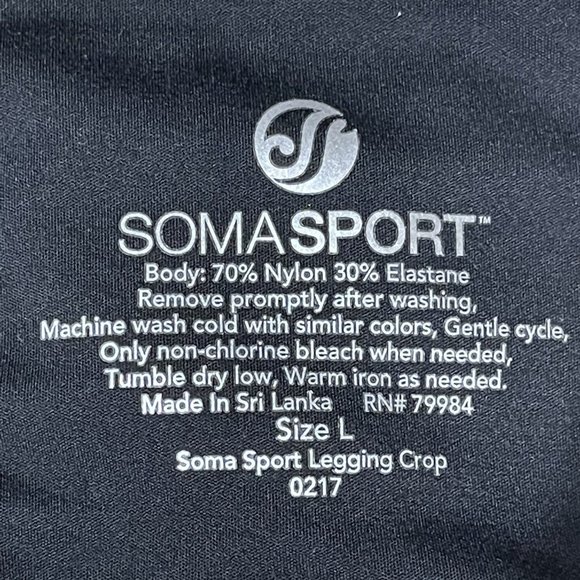 SOMASPORT™
Body: 70% Nylon 30% Elastane
Remove promptly after washing,
Machine wash cold with similar colors, Gentle cycle,
Only non-chlorine bleach when needed,
Tumble dry low, Warm iron as needed.
Made In Sri Lanka RN# 79984
Size L
Soma Sport Legging Crop
0217